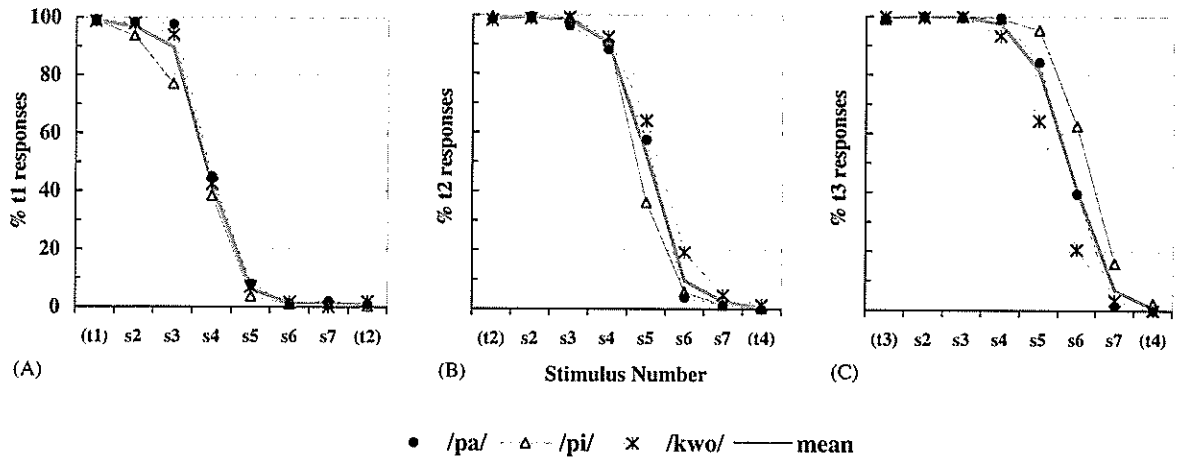 100
80
60
40
20
0
% t1 responses
% t2 responses
% t3 responses
(t1) s2 s3 s4 s5 s6 s7 (t2)
(t2) s2 s3 s4 s5 s6 s7 (t4)
(t3) s2 s3 s4 s5 s6 s7 (t4)
(A)
(B)
Stimulus Number
(C)
/pa/ /pi/ /kwo/ mean